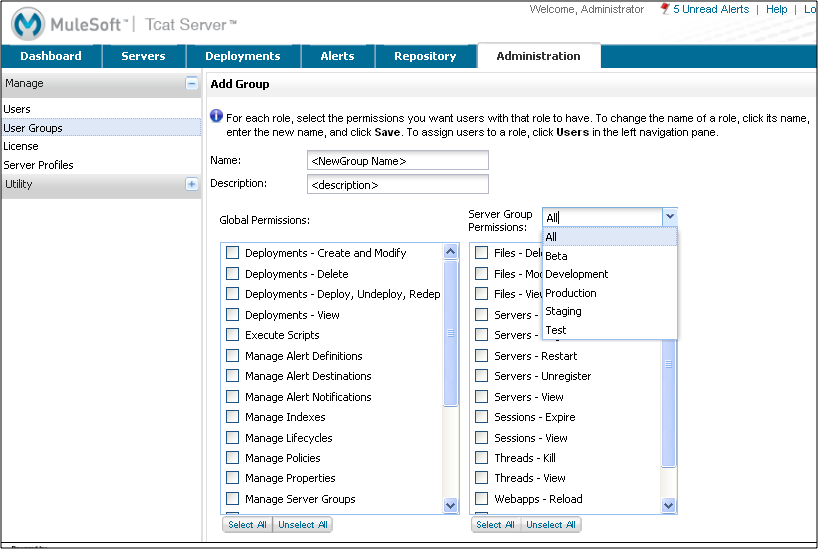 MuleSoft™ | Tcat Server™
Welcome, Administrator 5 Unread Alerts | Help | Lo
Dashboard Servers Deployments Alerts Repository Administration
Manage
Users
User Groups
License
Server Profiles
Utility
Add Group
For each role, select the permissions you want users with that role to have. To change the name of a role, click its name,
enter the new name, and click Save. To assign users to a role, click Users in the left navigation pane.
Name: <NewGroup Name>
Description: <description>
Global Permissions:
Deployments - Create and Modify
Deployments - Delete
Deployments - Deploy, Undeploy, Redep
Deployments - View
Execute Scripts
Manage Alert Definitions
Manage Alert Destinations
Manage Alert Notifications
Manage Indexes
Manage Lifecycles
Manage Policies
Manage Properties
Manage Server Groups
Select All Unselect All
Server Group
Permissions:
All
All
Beta
Development
Production
Staging
Test
Files - Del
Files - Mo
Files - Vie
Servers -
Servers -
Servers - Restart
Servers - Unregister
Servers - View
Sessions - Expire
Sessions - View
Threads - Kill
Threads - View
Webapps - Reload
Select All Unselect All